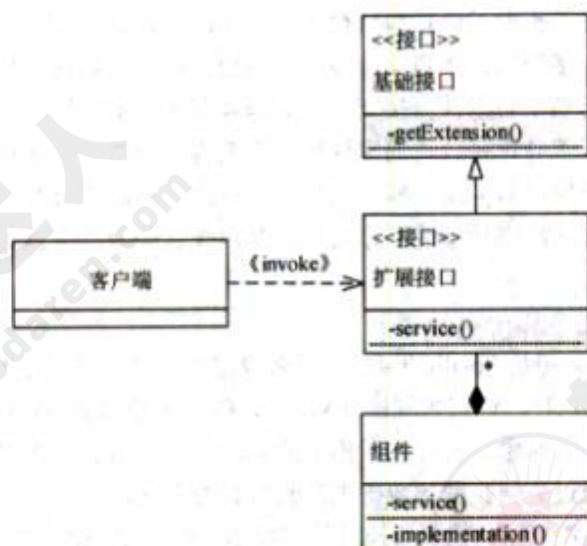 <<接口>>
基础接口
-getExtension()
<<接口>>
扩展接口
-service()
客户端
《invoke》
*
组件
-service()
-implementation()